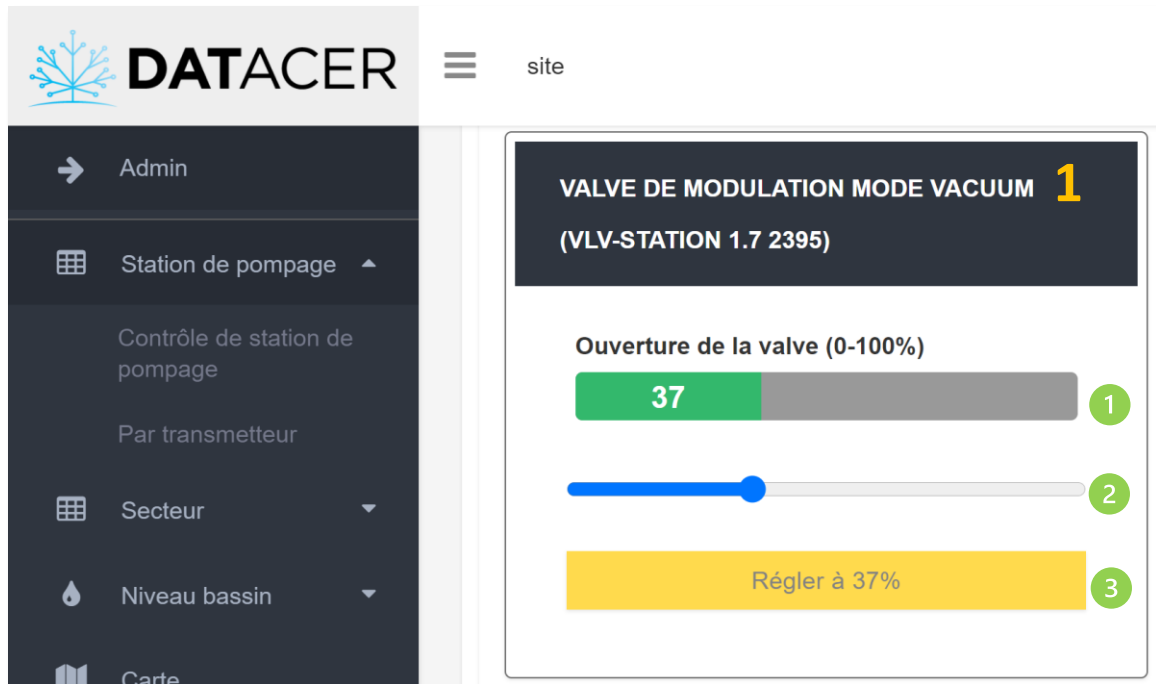 DATACER
site
Admin
Station de pompage
Contrôle de station de
pompage
Par transmetteur
Secteur
Niveau bassin
Carte
VALVE DE MODULATION MODE VACUUM 1
(VLV-STATION 1.7 2395)
Ouverture de la valve (0-100%)
37 1
2
Régler à 37% 3